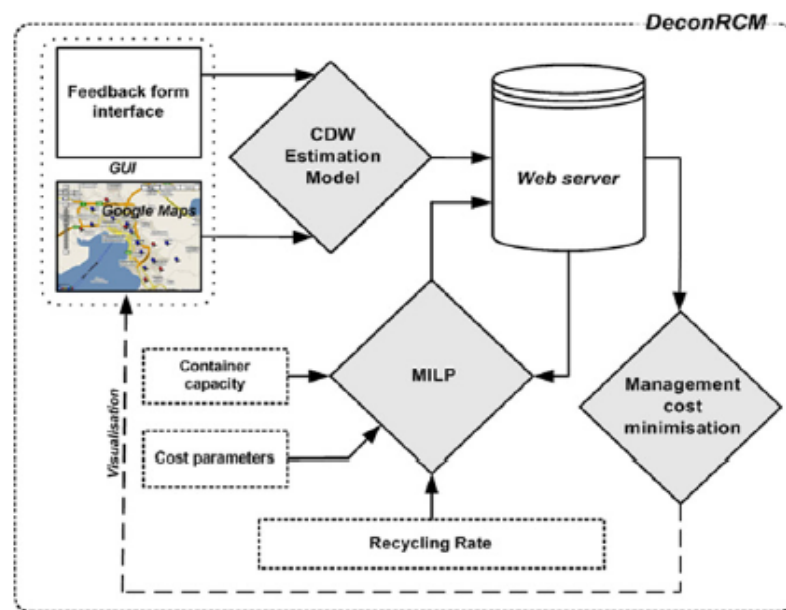 DeconRCM
Feedback form
interface
GUI
Google Maps
CDW
Estimation
Model
Web server
Container
capacity
MILP
Management
cost
minimisation
Visualisation
Cost parameters
Recycling Rate